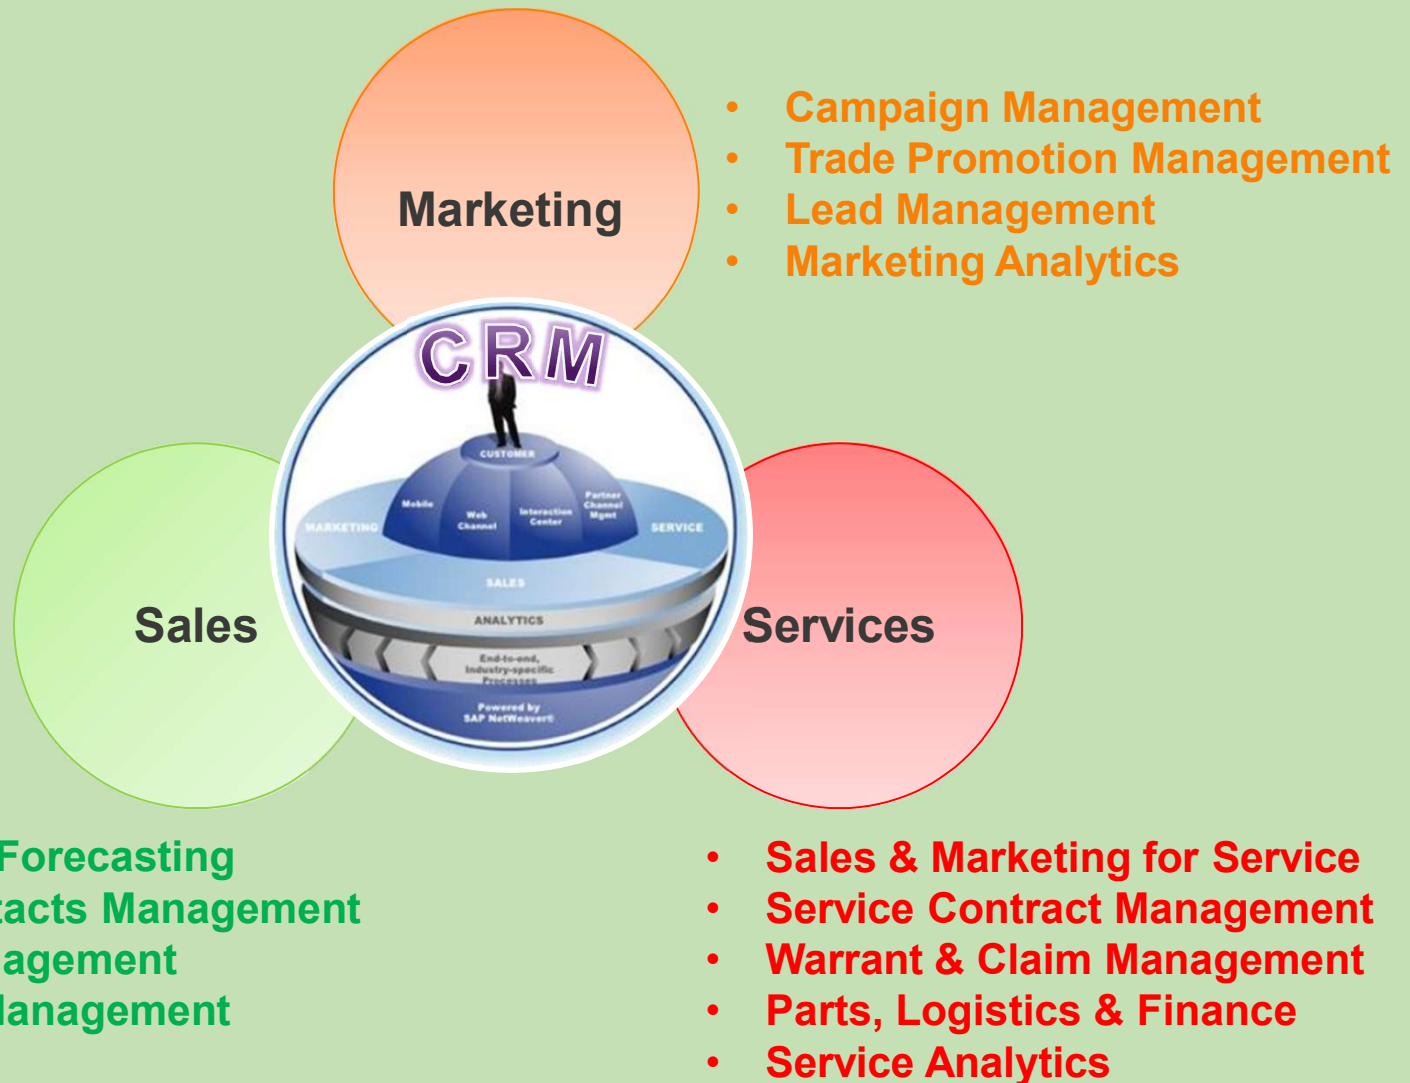 • Campaign Management
• Trade Promotion Management
• Lead Management
• Marketing Analytics
Marketing
CRM
CUSTOMER
Mobile
Web
Channel
Interaction
Center
Partner
Channel
Mgmt
MARKETING
SERVICE
SALES
ANALYTICS
End-to-end,
Industry-specific
Processes
Powered by
SAP NetWeaver®
Sales
Services
Forecasting
tacts Management
agement
Management
• Sales & Marketing for Service
• Service Contract Management
• Warrant & Claim Management
• Parts, Logistics & Finance
• Service Analytics